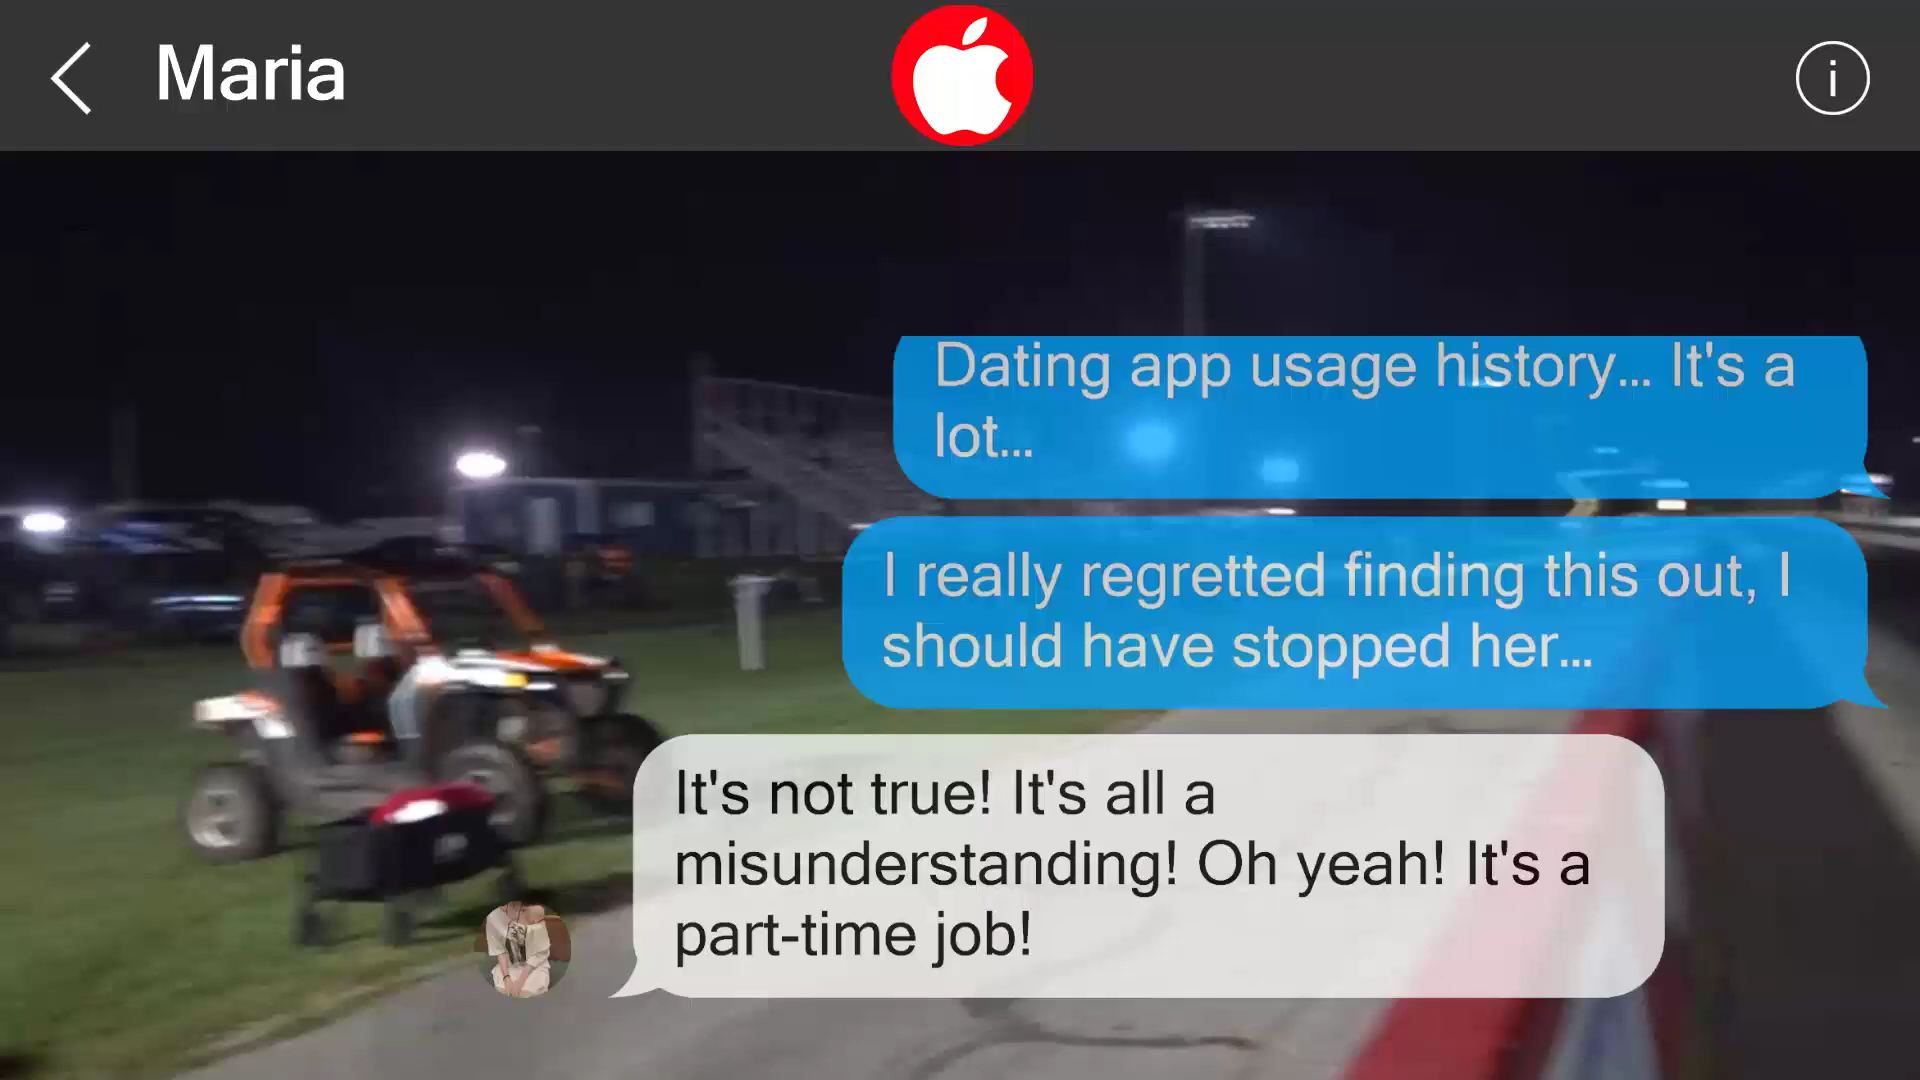 Maria
Dating app usage history... It's a
lot...
I really regretted finding this out, I
should have stopped her...
It's not true! It's all a
misunderstanding! Oh yeah! It's a
part-time job!